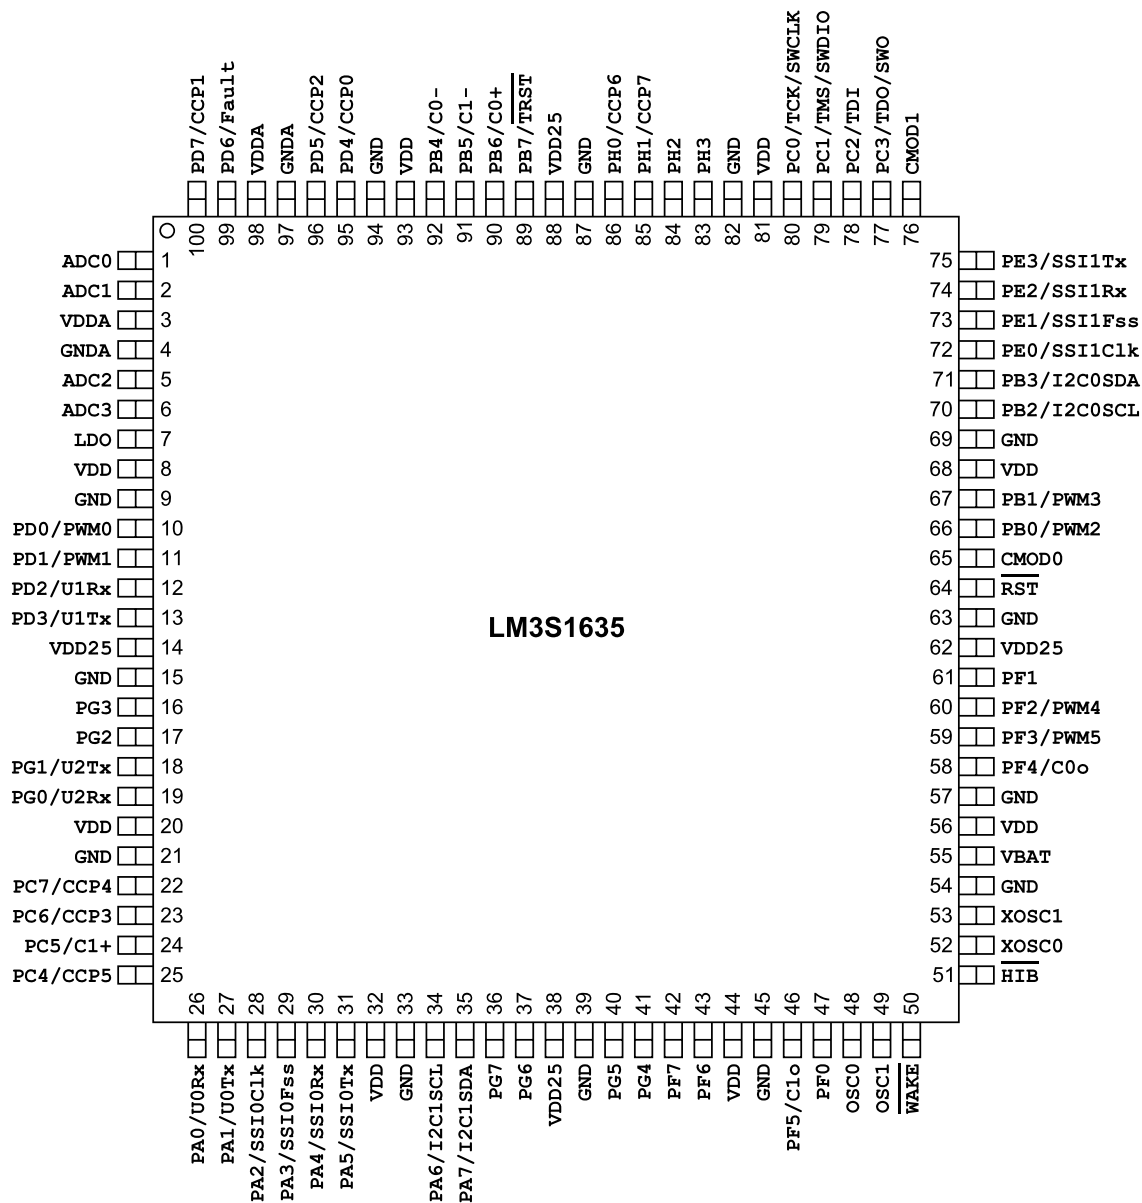 PD7/CCP1
PD6/Fault
VDDA
GNDA
PD5/CCP2
PD4/CCP0
GND
VDD
PB4/C0-
PB5/C1-
PB6/C0+
PB7/TRST
VDD25
GND
PH0/CCP6
PH1/CCP7
PH2
PH3
GND
VDD
PC0/TCK/SWCLK
PC1/TMS/SWDIO
PC2/TDI
PC3/TDO/SWO
CMOD1
100
99
98
97
96
95
94
93
92
91
90
89
88
87
86
85
84
83
82
81
80
79
78
77
76
ADC0 1
ADC1 2
VDDA 3
GNDA 4
ADC2 5
ADC3 6
LDO 7
VDD 8
GND 9
PD0/PWM0 10
PD1/PWM1 11
PD2/U1Rx 12
PD3/U1Tx 13
VDD25 14
GND 15
PG3 16
PG2 17
PG1/U2Tx 18
PG0/U2Rx 19
VDD 20
GND 21
PC7/CCP4 22
PC6/CCP3 23
PC5/C1+ 24
PC4/CCP5 25
LM3S1635
75 PE3/SSI1Tx
74 PE2/SSI1Rx
73 PE1/SSI1Fss
72 PE0/SSI1Clk
71 PB3/I2C0SDA
70 PB2/I2C0SCL
69 GND
68 VDD
67 PB1/PWM3
66 PB0/PWM2
65 CMOD0
64 RST
63 GND
62 VDD25
61 PF1
60 PF2/PWM4
59 PF3/PWM5
58 PF4/C0o
57 GND
56 VDD
55 VBAT
54 GND
53 XOSC1
52 XOSC0
51 HIB
26
27
28
29
30
31
32
33
34
35
36
37
38
39
40
41
42
43
44
45
46
47
48
49
50
PA0/U0Rx
PA1/U0Tx
PA2/SSI0Clk
PA3/SSI0Fss
PA4/SSI0Rx
PA5/SSI0Tx
VDD
GND
PA6/I2C1SCL
PA7/I2C1SDA
PG7
PG6
VDD25
GND
PG5
PG4
PF7
PF6
VDD
GND
PF5/C1o
PF0
OSC0
OSC1
WAKE